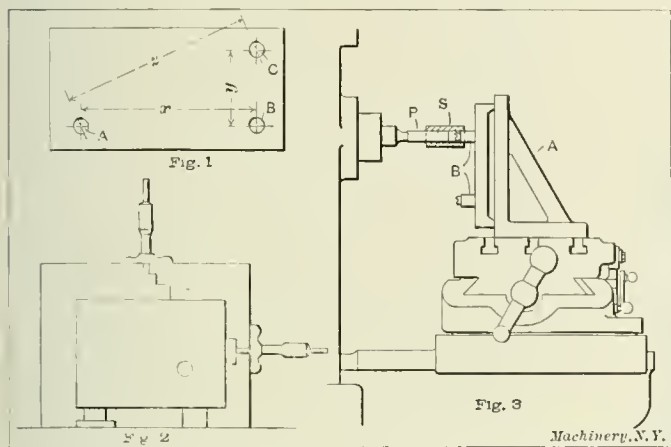 z
C
y
x
B
A
Fig. 1
P
S
A
B
Fig. 2
Fig. 3
Machinery, N. Y.